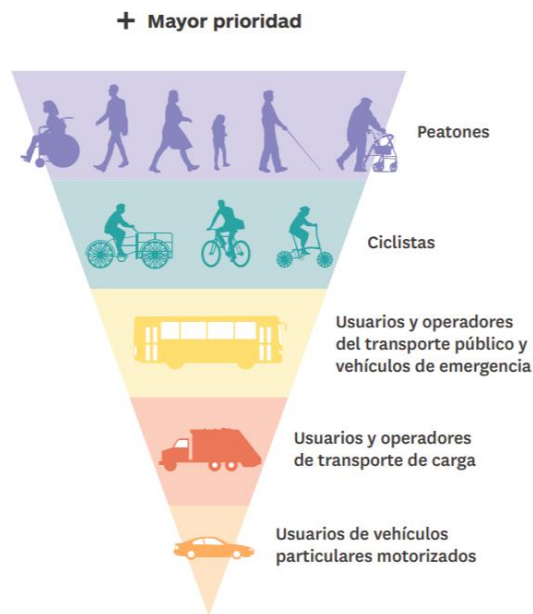 + Mayor prioridad
Peatones
Ciclistas
Usuarios y operadores
del transporte público y
vehículos de emergencia
Usuarios y operadores
de transporte de carga
Usuarios de vehículos
particulares motorizados